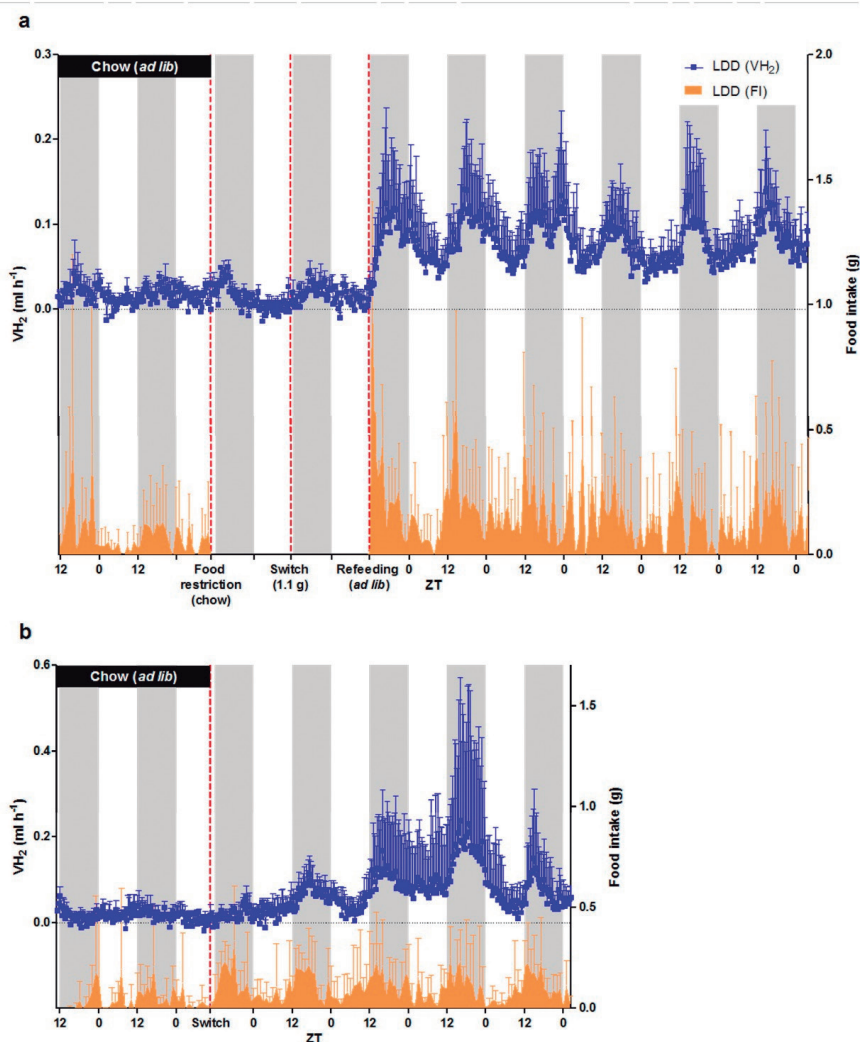 a
Chow (ad lib)
LDD (VH₂)
LDD (FI)
0.3
0.2
0.1
0.0
VH₂ (ml h⁻¹)
2.0
1.5
1.0
0.5
0.0
Food intake (g)
12 0 12 0 Food restriction (chow) Switch (1.1 g) Refeeding (ad lib) 0 12 0 12 0 12 0 12 0 12 0
ZT
b
Chow (ad lib)
0.6
0.4
0.2
0.0
VH₂ (ml h⁻¹)
1.5
1.0
0.5
0.0
Food intake (g)
12 0 12 0 Switch 0 12 0 12 0 12 0 12 0
ZT